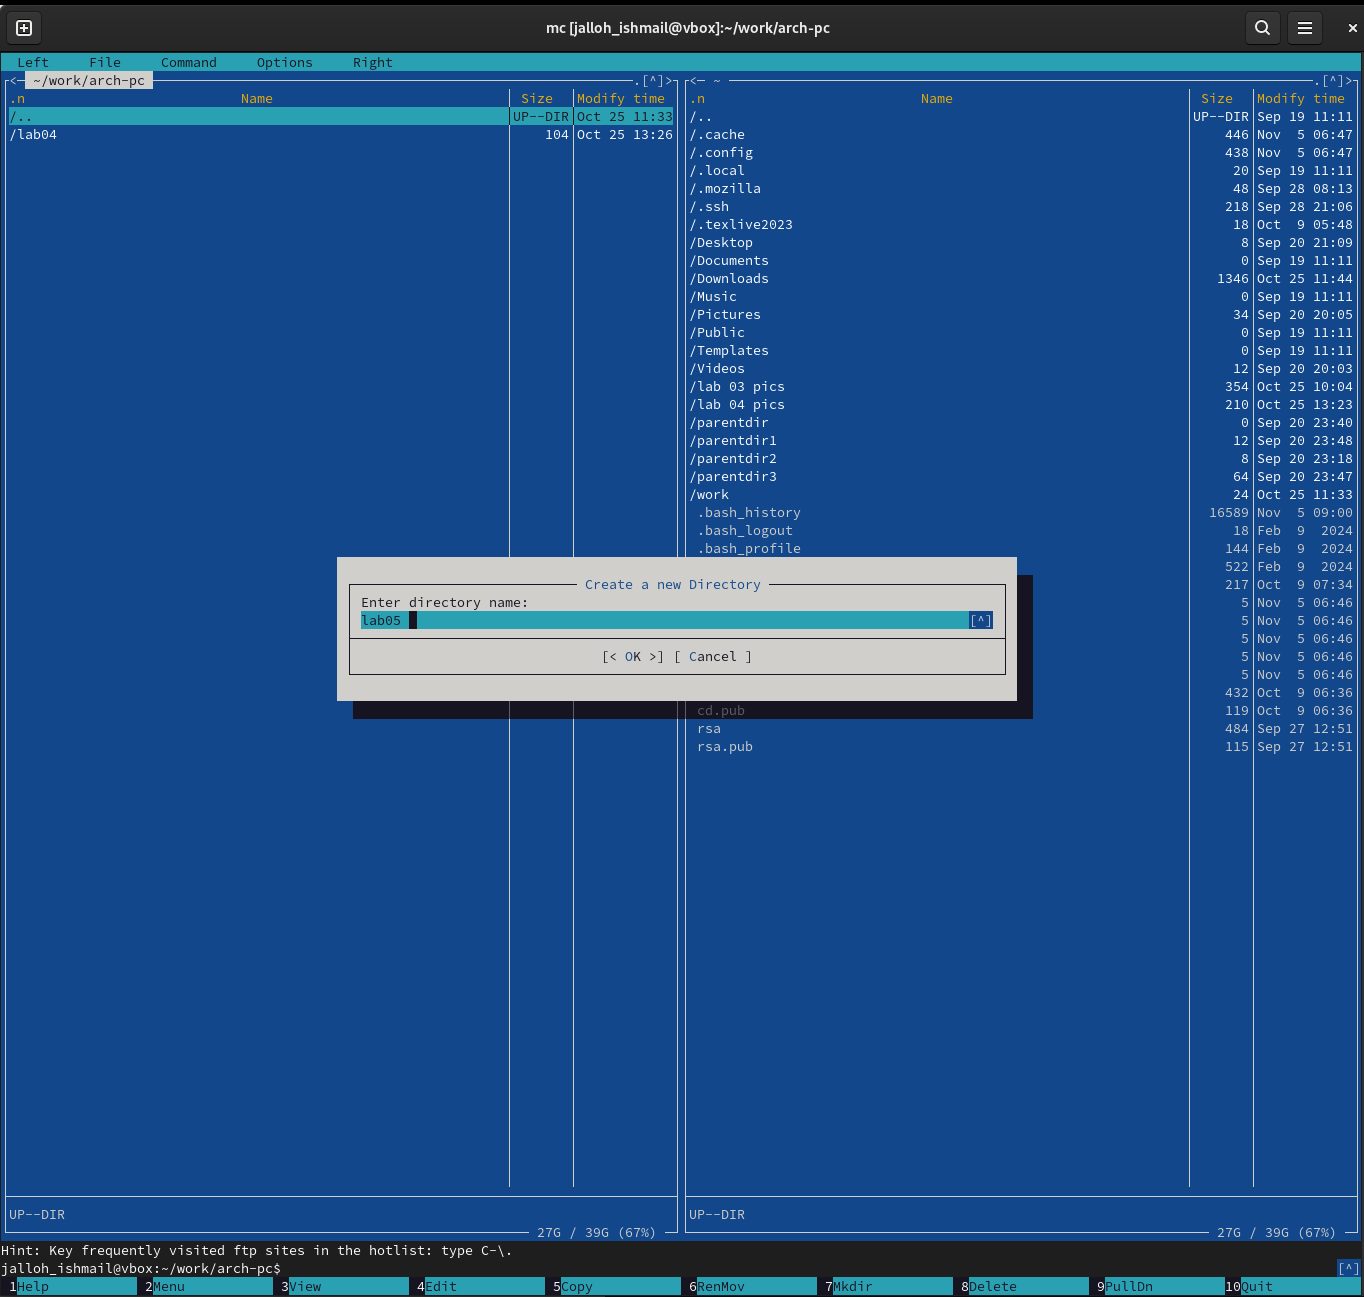 mc [jalloh_ishmail@vbox]:~/work/arch-pc
Left File Command Options Right
<─ ~/work/arch-pc .[^]> <─ ~ .[^]>
.n Name Size Modify time .n Name Size Modify time
/.. UP--DIR Oct 25 11:33 /.. UP--DIR Sep 19 11:11
/lab04 104 Oct 25 13:26 /.cache 446 Nov 5 06:47
/.config 438 Nov 5 06:47
/.local 20 Sep 19 11:11
/.mozilla 48 Sep 28 08:13
/.ssh 218 Sep 28 21:06
/.texlive2023 18 Oct 9 05:48
/Desktop 8 Sep 20 21:09
/Documents 0 Sep 19 11:11
/Downloads 1346 Oct 25 11:44
/Music 0 Sep 19 11:11
/Pictures 34 Sep 20 20:05
/Public 0 Sep 19 11:11
/Templates 0 Sep 19 11:11
/Videos 12 Sep 20 20:03
/lab 03 pics 354 Oct 25 10:04
/lab 04 pics 210 Oct 25 13:23
/parentdir 0 Sep 20 23:40
/parentdir1 12 Sep 20 23:48
/parentdir2 8 Sep 20 23:18
/parentdir3 64 Sep 20 23:47
/work 24 Oct 25 11:33
.bash_history 16589 Nov 5 09:00
.bash_logout 18 Feb 9 2024
.bash_profile 144 Feb 9 2024
522 Feb 9 2024
Create a new Directory 217 Oct 9 07:34
Enter directory name: 5 Nov 5 06:46
lab05 [^] 5 Nov 5 06:46
5 Nov 5 06:46
[< OK >] [ Cancel ] 5 Nov 5 06:46
5 Nov 5 06:46
432 Oct 9 06:36
cd.pub 119 Oct 9 06:36
rsa 484 Sep 27 12:51
rsa.pub 115 Sep 27 12:51
UP--DIR UP--DIR
27G / 39G (67%) 27G / 39G (67%)
Hint: Key frequently visited ftp sites in the hotlist: type C-\.
jalloh_ishmail@vbox:~/work/arch-pc$ [^]
1Help 2Menu 3View 4Edit 5Copy 6RenMov 7Mkdir 8Delete 9PullDn 10Quit